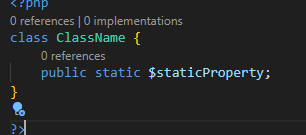 <?php
0 references | 0 implementations
class ClassName {
0 references
public static $staticProperty;
}
?>